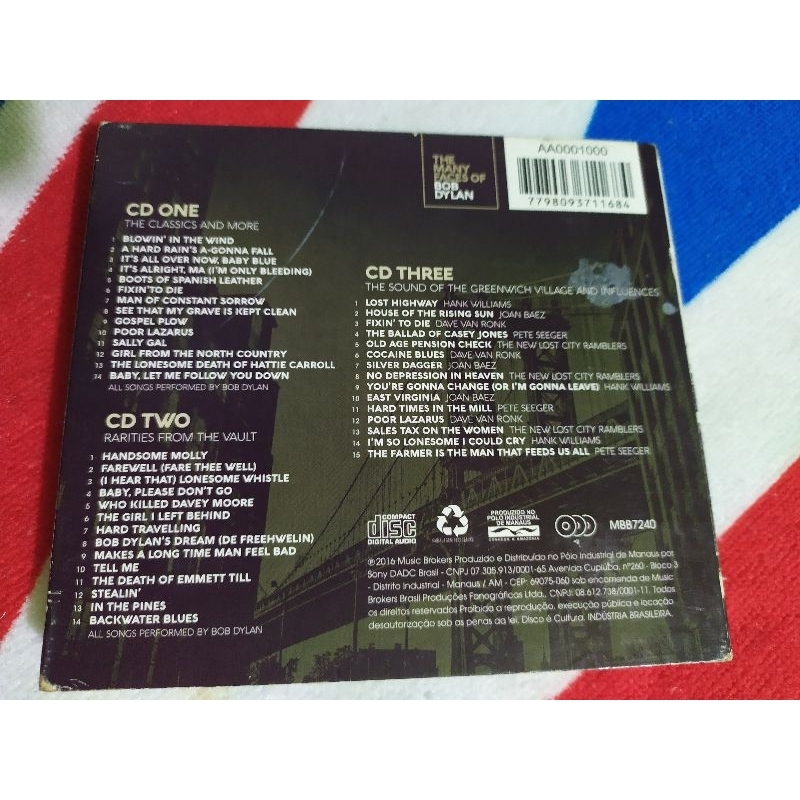 AA0001000
THE
MANY
FACES OF
BOB
DYLAN
7798093711684
CD ONE
THE CLASSICS AND MORE
1 BLOWIN' IN THE WIND
2 A HARD RAIN'S A-GONNA FALL
3 IT'S ALL OVER NOW, BABY BLUE
4 IT'S ALRIGHT, MA (I'M ONLY BLEEDING)
5 BOOTS OF SPANISH LEATHER
6 FIXIN'TO DIE
7 MAN OF CONSTANT SORROW
8 SEE THAT MY GRAVE IS KEPT CLEAN
9 GOSPEL PLOW
10 POOR LAZARUS
11 SALLY GAL
12 GIRL FROM THE NORTH COUNTRY
13 THE LONESOME DEATH OF HATTIE CARROLL
14 BABY, LET ME FOLLOW YOU DOWN
ALL SONGS PERFORMED BY BOB DYLAN
CD TWO
RARITIES FROM THE VAULT
1 HANDSOME MOLLY
2 FAREWELL (FARE THEE WELL)
3 (I HEAR THAT) LONESOME WHISTLE
4 BABY, PLEASE DON'T GO
5 WHO KILLED DAVEY MOORE
6 THE GIRL I LEFT BEHIND
7 HARD TRAVELLING
8 BOB DYLAN'S DREAM (DE FREEHWELIN)
9 MAKES A LONG TIME MAN FEEL BAD
10 TELL ME
11 THE DEATH OF EMMETT TILL
12 STEALIN'
13 IN THE PINES
14 BACKWATER BLUES
ALL SONGS PERFORMED BY BOB DYLAN
CD THREE
THE SOUND OF THE GREENWICH VILLAGE AND INFLUENCES
1 LOST HIGHWAY HANK WILLIAMS
2 HOUSE OF THE RISING SUN JOAN BAEZ
3 FIXIN' TO DIE DAVE VAN RONK
4 THE BALLAD OF CASEY JONES PETE SEEGER
5 OLD AGE PENSION CHECK THE NEW LOST CITY RAMBLERS
6 COCAINE BLUES DAVE VAN RONK
7 SILVER DAGGER JOAN BAEZ
8 NO DEPRESSION IN HEAVEN THE NEW LOST CITY RAMBLERS
9 YOU'RE GONNA CHANGE (OR I'M GONNA LEAVE) HANK WILLIAMS
10 EAST VIRGINIA JOAN BAEZ
11 HARD TIMES IN THE MILL PETE SEEGER
12 POOR LAZARUS DAVE VAN RONK
13 SALES TAX ON THE WOMEN THE NEW LOST CITY RAMBLERS
14 I'M SO LONESOME I COULD CRY HANK WILLIAMS
15 THE FARMER IS THE MAN THAT FEEDS US ALL PETE SEEGER
COMPACT
disc
DIGITAL AUDIO
PRODUZIDO NO
PÓLO INDUSTRIAL
DE MANAUS
CONHEÇA A AMAZÔNIA
MBB7240
℗2016 Music Brokers Produzido e Distribuído no Pólo Industrial de Manaus por
Sony DADC Brasil - CNPJ 07.305.913/0001-65 Avenida Cupiúba, nº260 - Bloco 3
- Distrito Industrial - Manaus / AM - CEP: 69075-060 sob encomenda de Music
Brokers Brasil Produções Fonográficas Ltda., CNPJ: 08.612.738/0001-11. Todos
os direitos reservados Proibida a reprodução, execução pública e locação
desautorização sob as penas da lei. Disco é Cultura. INDÚSTRIA BRASILEIRA.